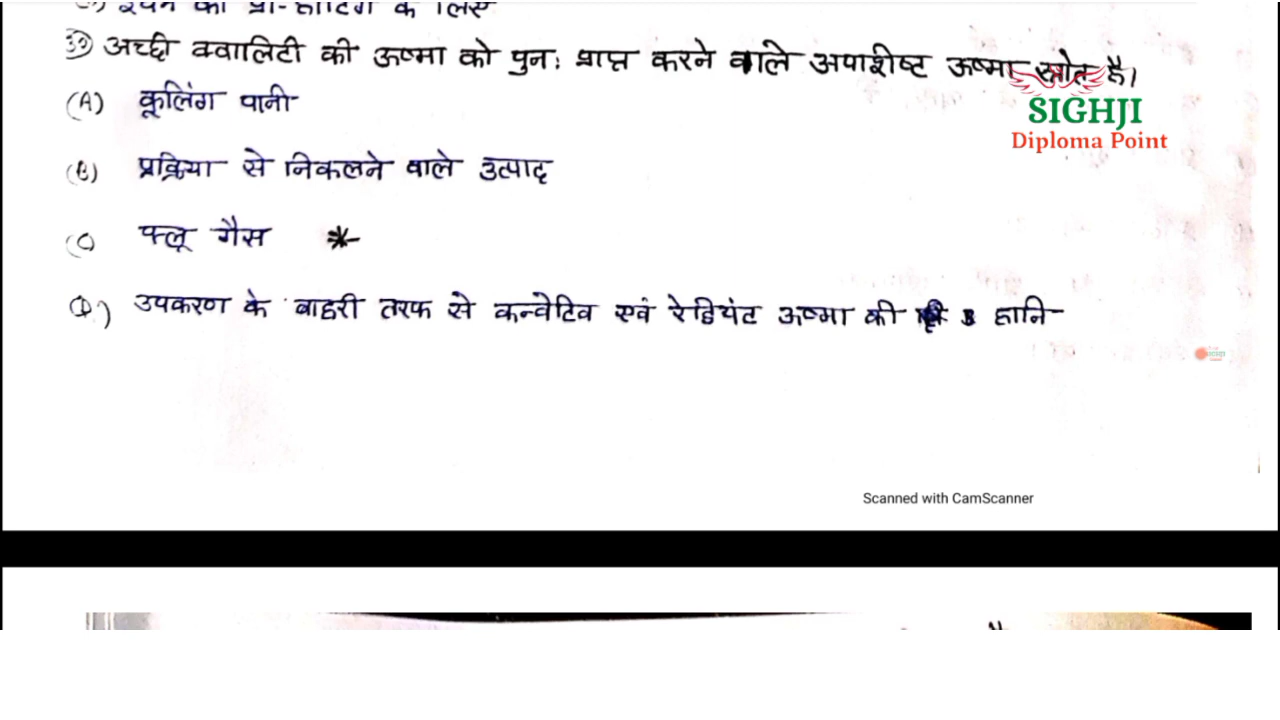 के लिए
अच्छी क्वालिटी की ऊष्मा को पुनः प्राप्त करने वाले अपाशीष्ट ऊष्मा स्रोत है।
SIGHJI
Diploma Point
(A) कूलिंग पानी
(B) प्रक्रिया से निकलने वाले उत्पाद
(C) फ्लू गैस *
(D.) उपकरण के बाहरी तरफ से कन्वेटिव एवं रेडियंट ऊष्मा की हानि
Scanned with CamScanner